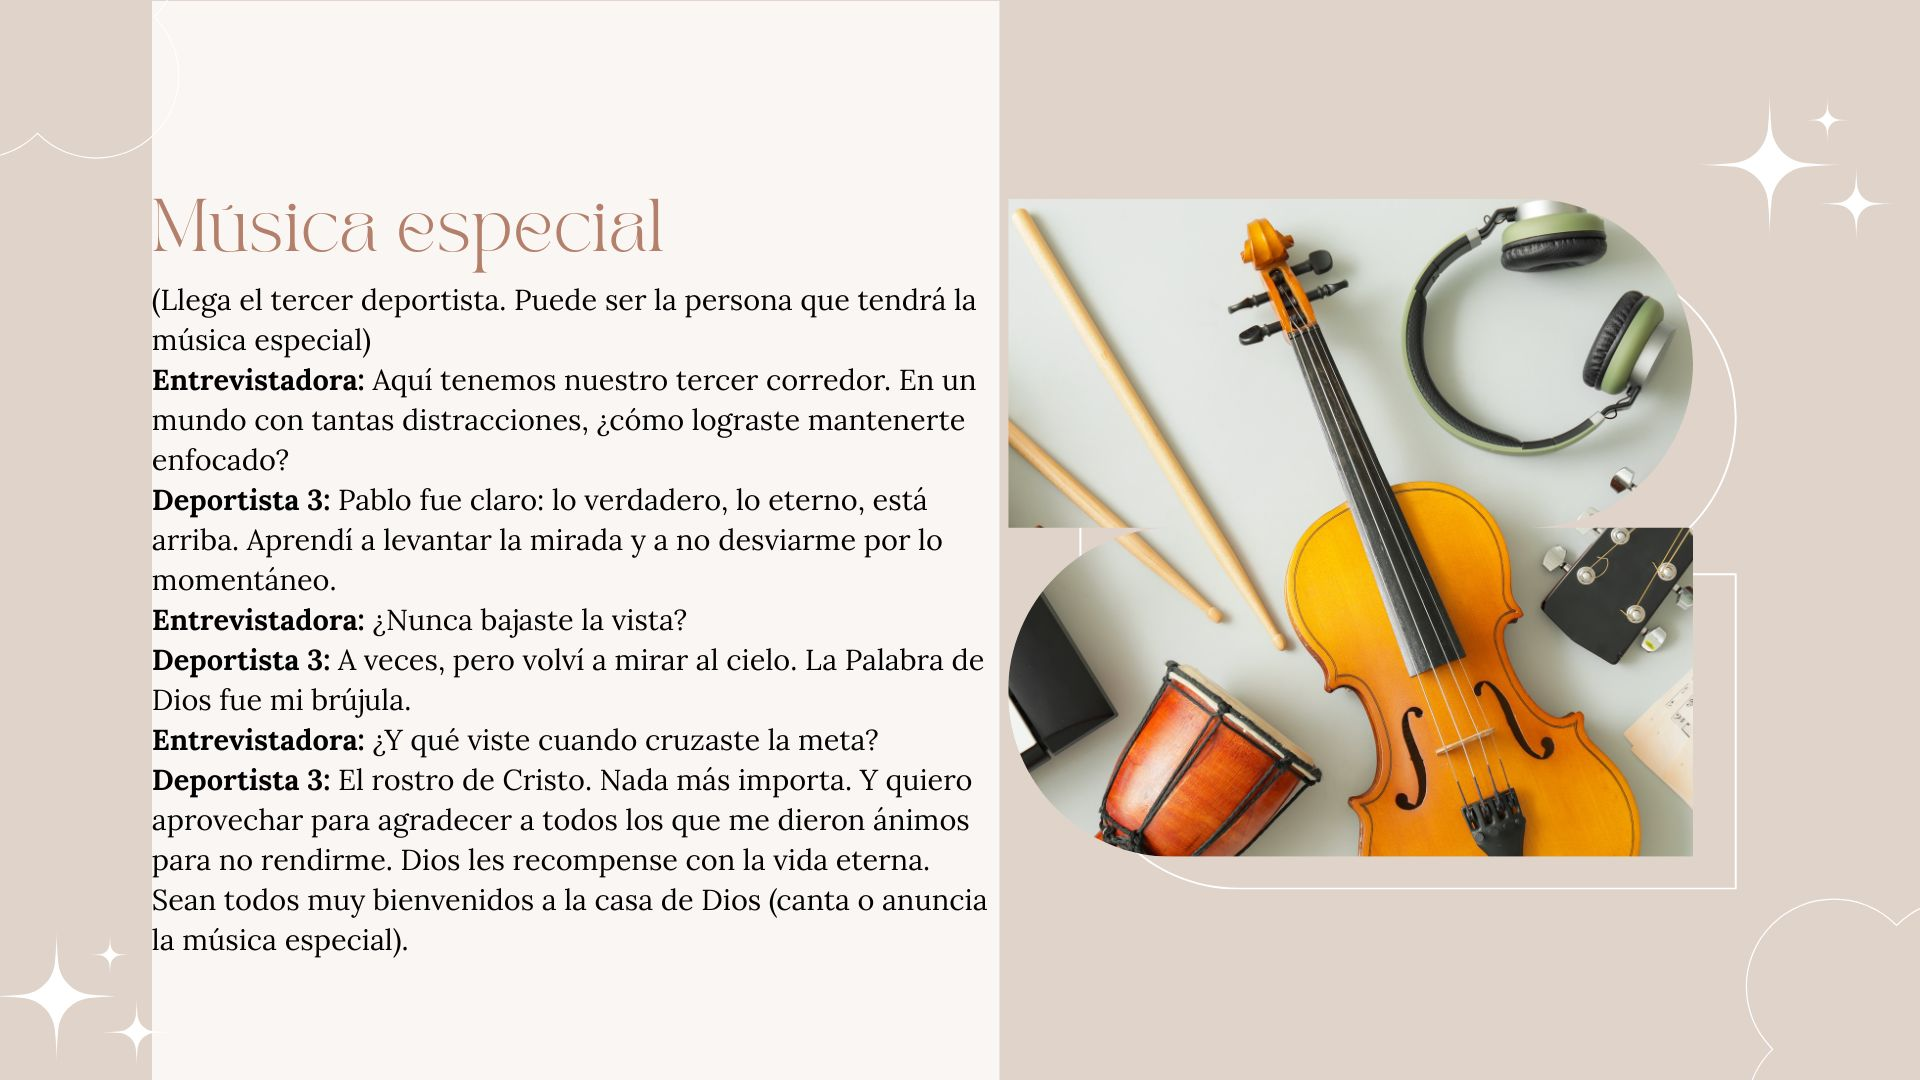 Música especial
(Llega el tercer deportista. Puede ser la persona que tendrá la
música especial)
Entrevistadora: Aquí tenemos nuestro tercer corredor. En un
mundo con tantas distracciones, ¿cómo lograste mantenerte
enfocado?
Deportista 3: Pablo fue claro: lo verdadero, lo eterno, está
arriba. Aprendí a levantar la mirada y a no desviarme por lo
momentáneo.
Entrevistadora: ¿Nunca bajaste la vista?
Deportista 3: A veces, pero volví a mirar al cielo. La Palabra de
Dios fue mi brújula.
Entrevistadora: ¿Y qué viste cuando cruzaste la meta?
Deportista 3: El rostro de Cristo. Nada más importa. Y quiero
aprovechar para agradecer a todos los que me dieron ánimos
para no rendirme. Dios les recompense con la vida eterna.
Sean todos muy bienvenidos a la casa de Dios (canta o anuncia
la música especial).